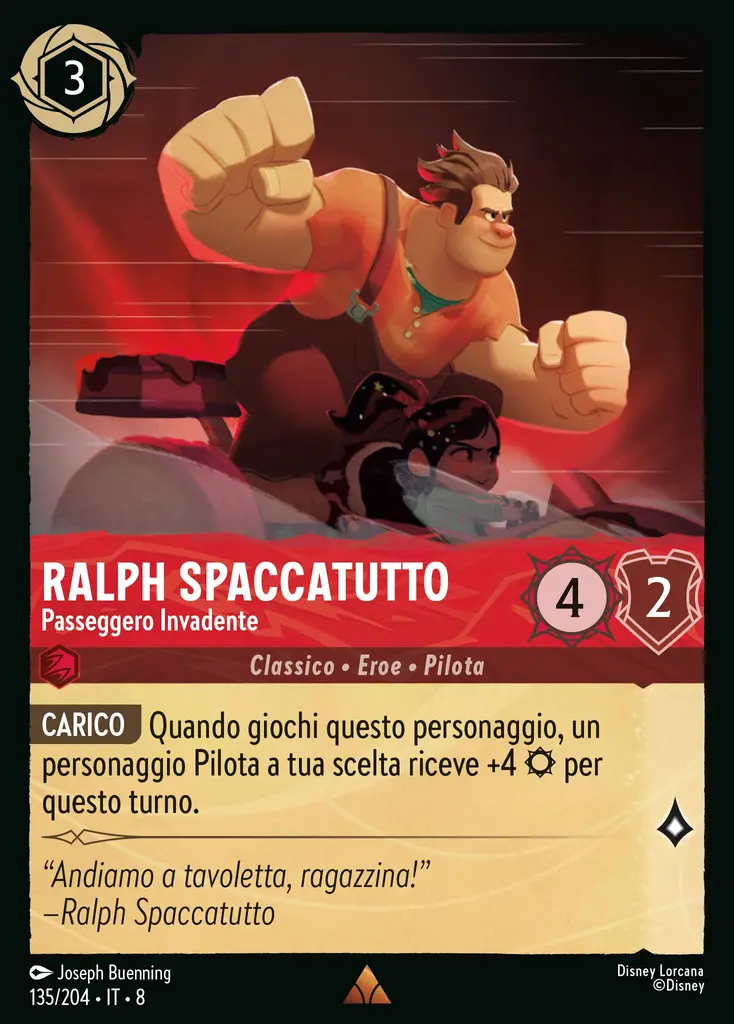 3
RALPH SPACCATUTTO
Passeggero Invadente
4
2
Classico • Eroe • Pilota
CARICO Quando giochi questo personaggio, un
personaggio Pilota a tua scelta riceve +4 per
questo turno.
“Andiamo a tavoletta, ragazzina!”
–Ralph Spaccatutto
Joseph Buenning
135/204 • IT • 8
Disney Lorcana
©Disney